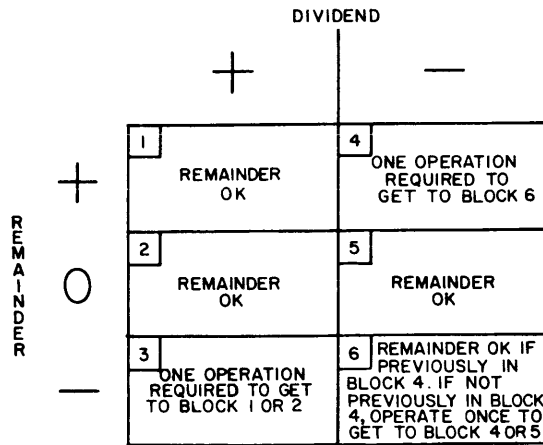 DIVIDEND
+ −
REMAINDER
+
0
−
1
REMAINDER
OK
4
ONE OPERATION
REQUIRED TO
GET TO BLOCK 6
2
REMAINDER
OK
5
REMAINDER
OK
3
ONE OPERATION
REQUIRED TO GET
TO BLOCK 1 OR 2
6
REMAINDER OK IF
PREVIOUSLY IN
BLOCK 4. IF NOT
PREVIOUSLY IN BLOCK
4, OPERATE ONCE TO
GET TO BLOCK 4 OR 5